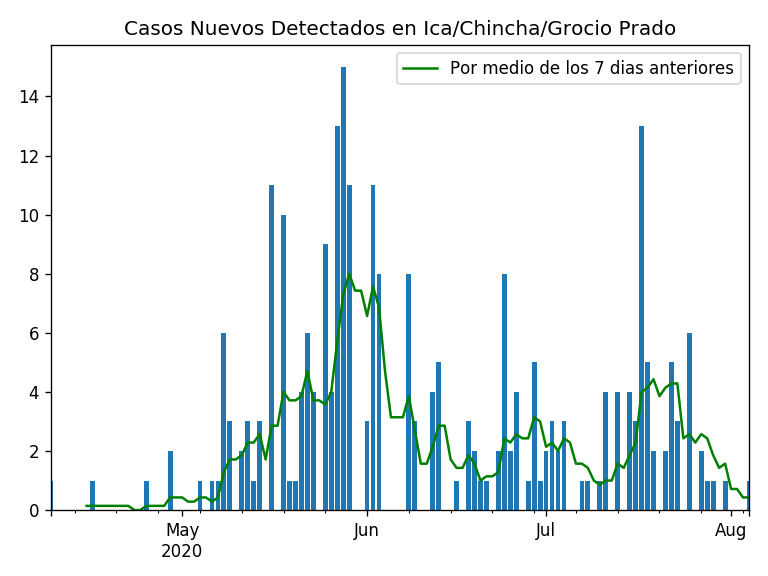 Casos Nuevos Detectados en Ica/Chincha/Grocio Prado
Por medio de los 7 dias anteriores
14
12
10
8
6
4
2
0
May
2020
Jun
Jul
Aug